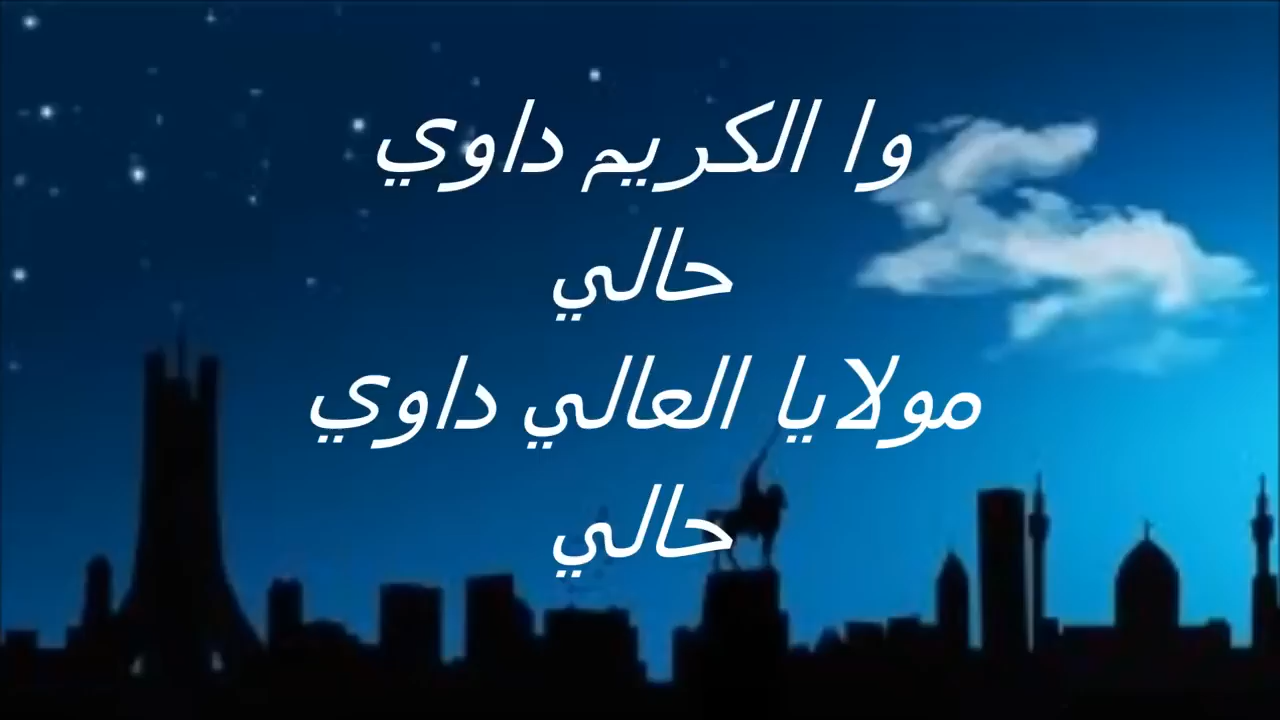 وا الكريم داوي
حالي
مولايا العالي داوي
حالي